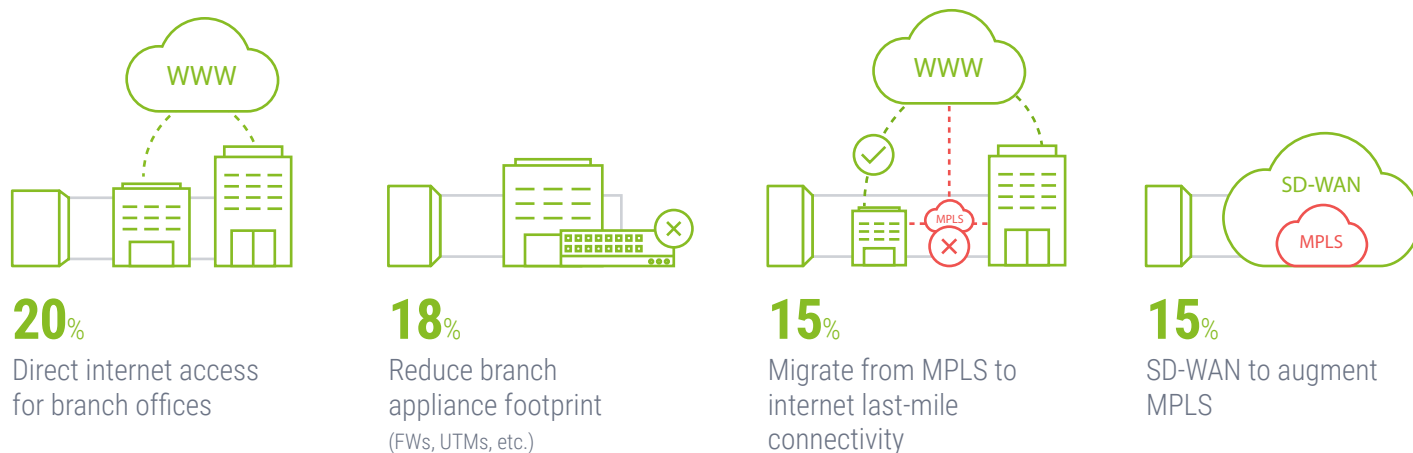 WWW
20%
Direct internet access
for branch offices
18%
Reduce branch
appliance footprint
(FWs, UTMs, etc.)
WWW
MPLS
15%
Migrate from MPLS to
internet last-mile
connectivity
SD-WAN
MPLS
15%
SD-WAN to augment
MPLS